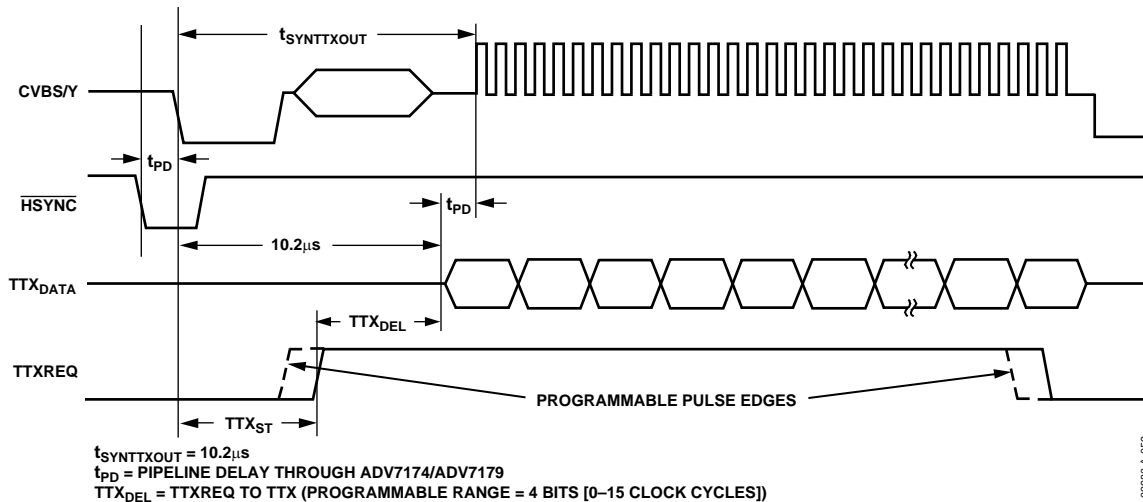 tSYNTTXOUT
CVBS/Y
tPD
HSYNC
tPD
10.2μs
TTXDATA
TTXDEL
TTXREQ
PROGRAMMABLE PULSE EDGES
TTXST
tSYNTTXOUT = 10.2μs
tPD = PIPELINE DELAY THROUGH ADV7174/ADV7179
TTXDEL = TTXREQ TO TTX (PROGRAMMABLE RANGE = 4 BITS [0–15 CLOCK CYCLES])